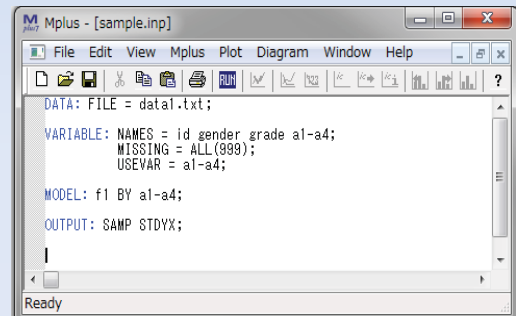 Mplus - [sample.inp]
File Edit View Mplus Plot Diagram Window Help
RUN ?
DATA: FILE = data1.txt;
VARIABLE: NAMES = id gender grade a1-a4;
MISSING = ALL(999);
USEVAR = a1-a4;
MODEL: f1 BY a1-a4;
OUTPUT: SAMP STDYX;
Ready